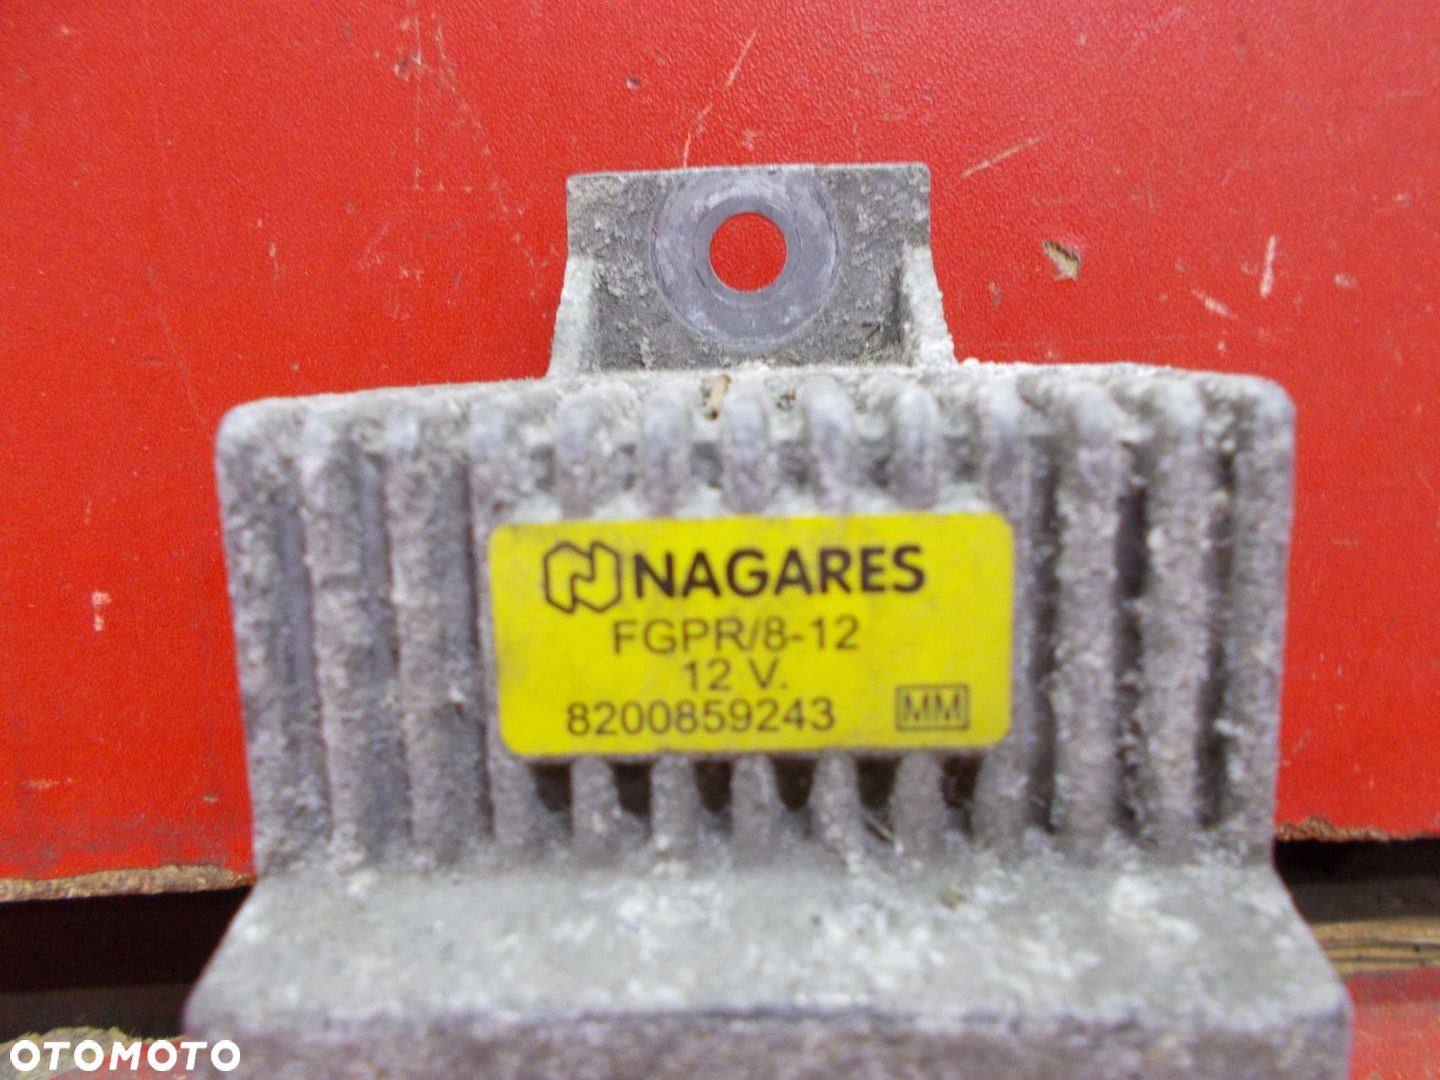 NAGARES
FGPR/8-12
12 V.
8200859243 MM
OTOMOTO